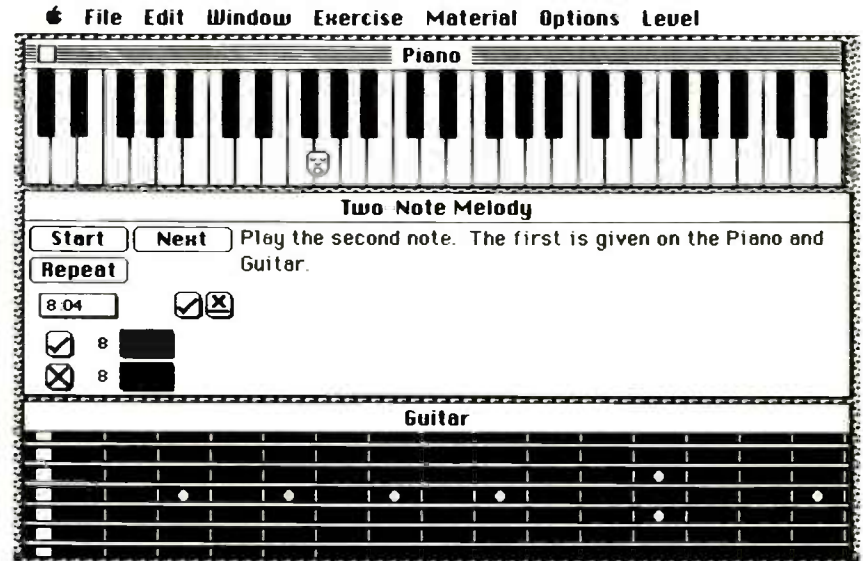 File Edit Window Exercise Material Options Level
Piano
Two Note Melody
Start Next Play the second note. The first is given on the Piano and
Repeat Guitar.
8:04
8
8
Guitar